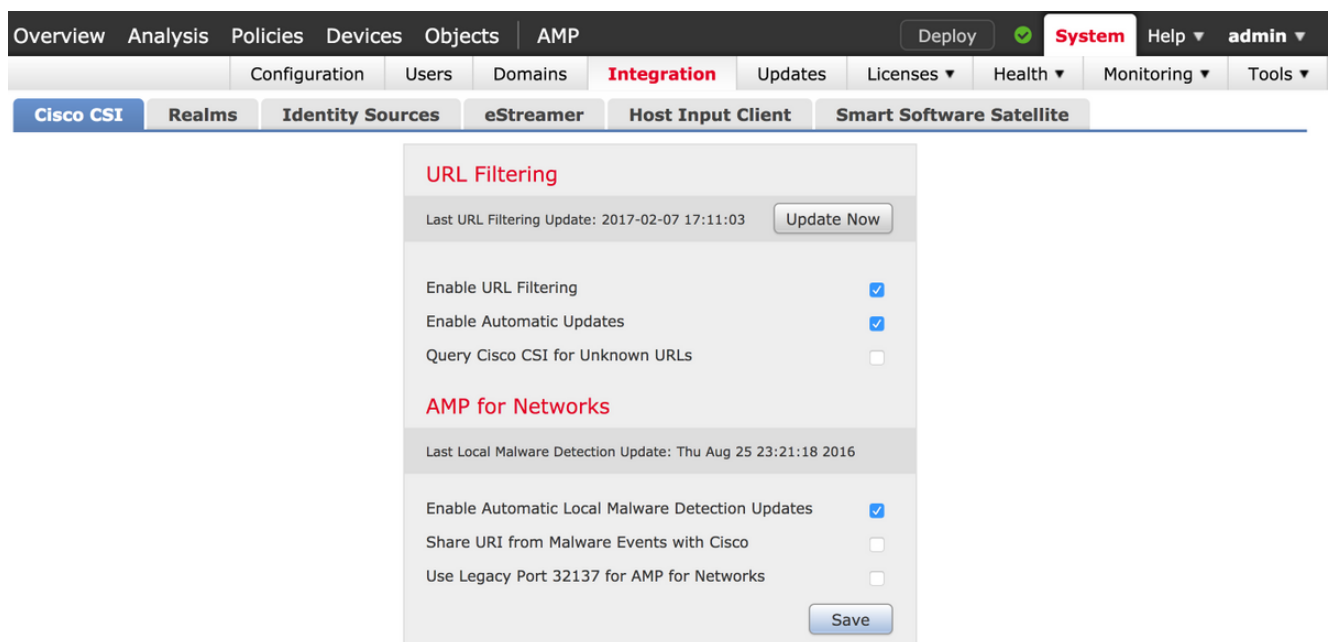 Overview Analysis Policies Devices Objects AMP Deploy System Help ▼ admin ▼
Configuration Users Domains Integration Updates Licenses ▼ Health ▼ Monitoring ▼ Tools ▼
Cisco CSI Realms Identity Sources eStreamer Host Input Client Smart Software Satellite
URL Filtering
Last URL Filtering Update: 2017-02-07 17:11:03 Update Now
Enable URL Filtering
Enable Automatic Updates
Query Cisco CSI for Unknown URLs
AMP for Networks
Last Local Malware Detection Update: Thu Aug 25 23:21:18 2016
Enable Automatic Local Malware Detection Updates
Share URI from Malware Events with Cisco
Use Legacy Port 32137 for AMP for Networks
Save